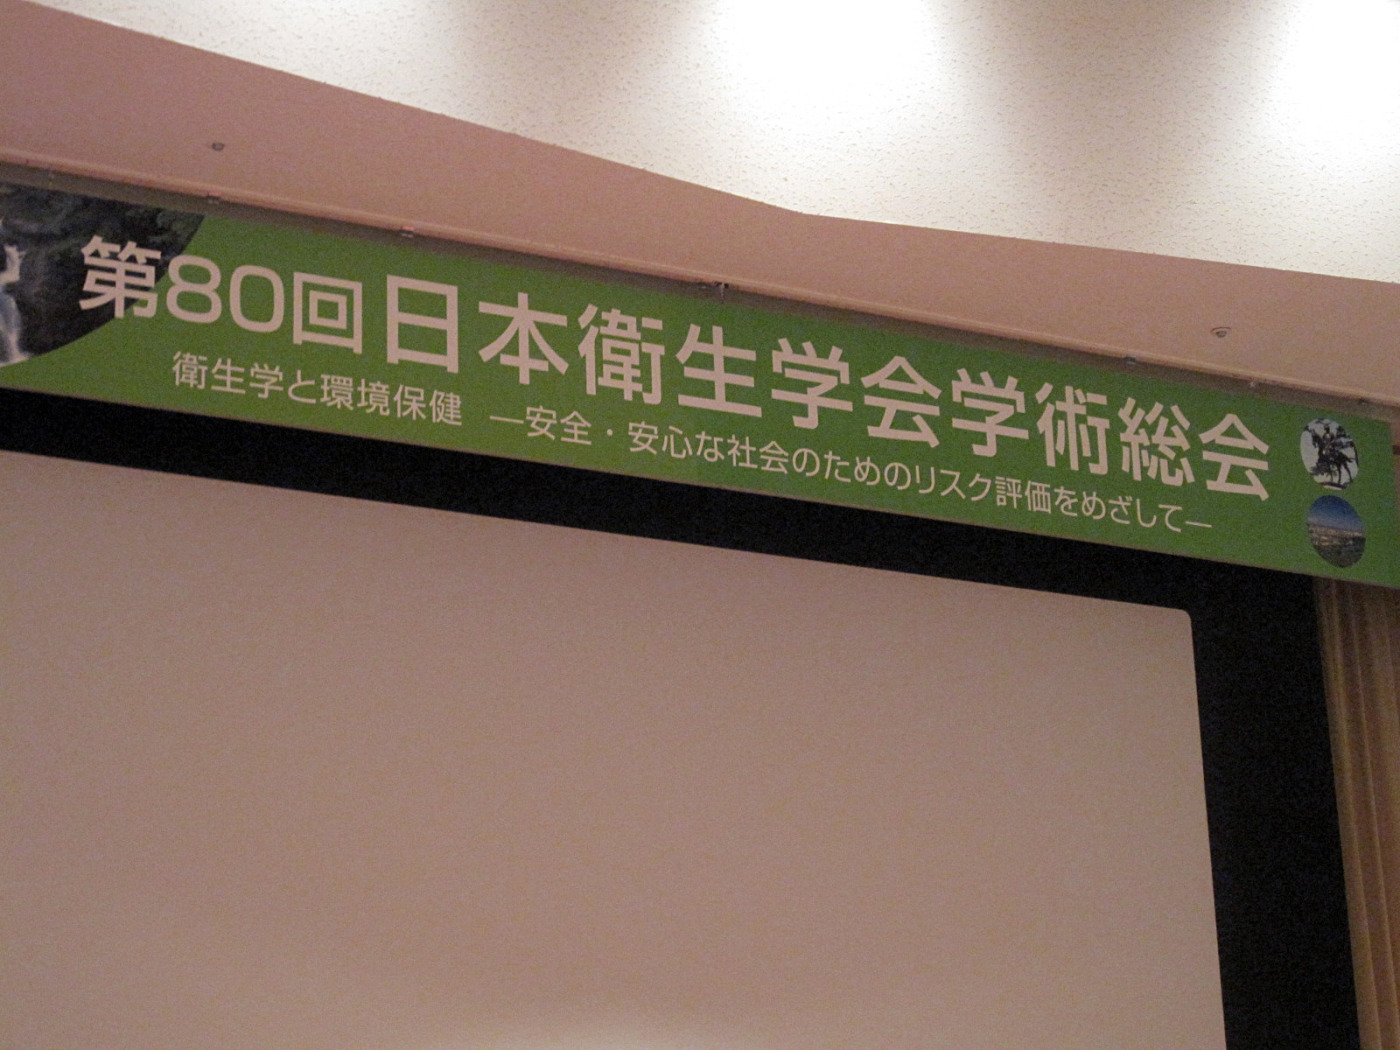 第80回 日本衛生学会学術総会
衛生学と環境保健 ―安全・安心な社会のためのリスク評価をめざして―